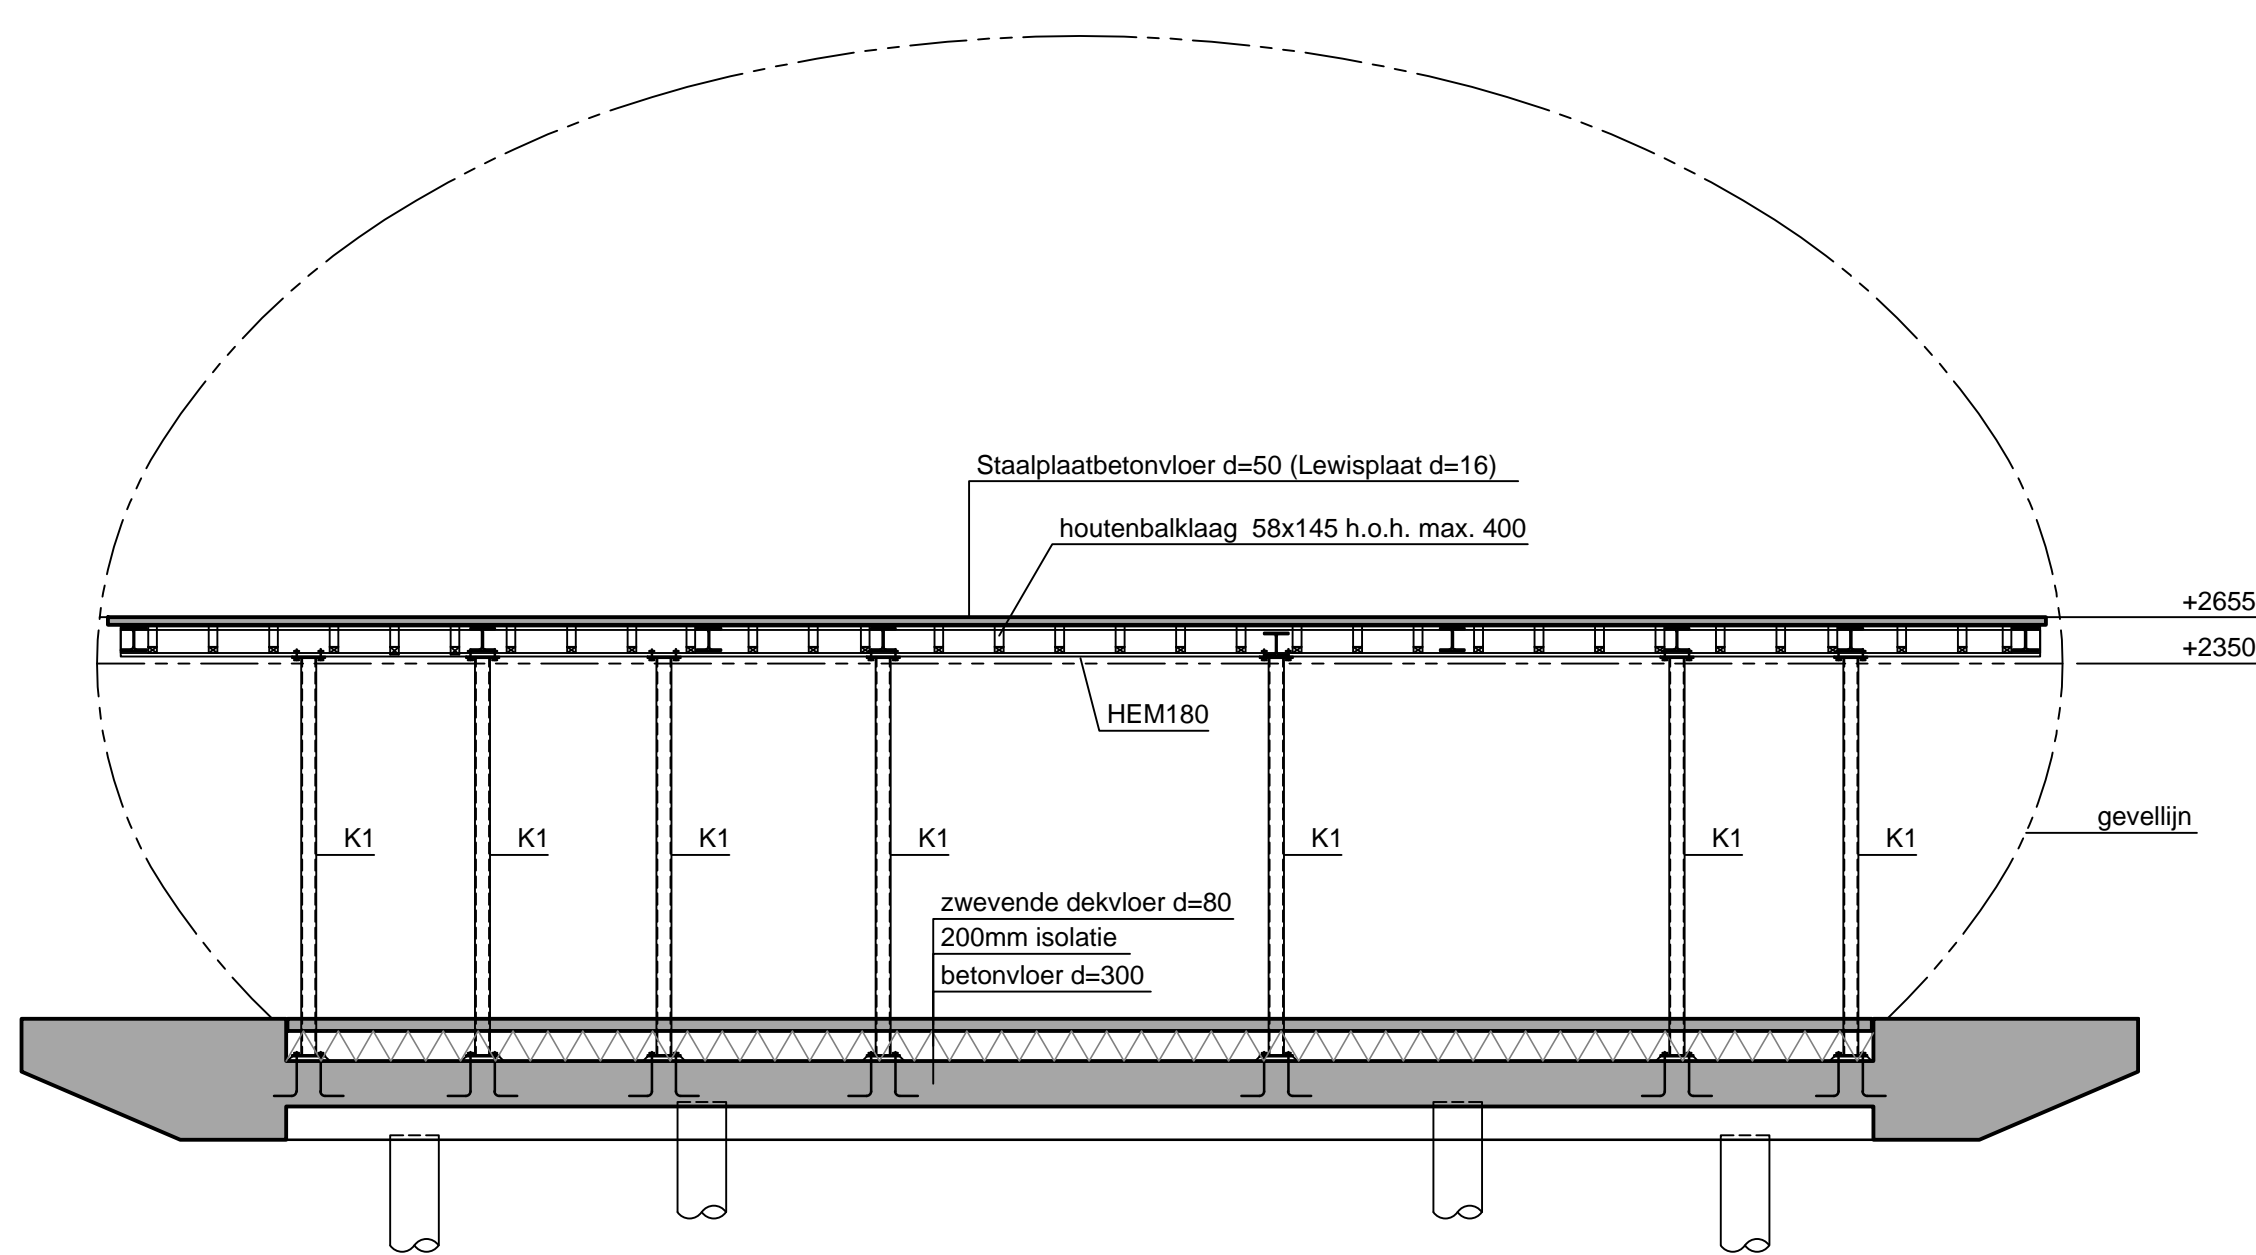 Staalplaatbetonvloer d=50 (Lewisplaat d=16)
houtenbalklaag  58x145 h.o.h. max. 400
+2655
+2350
HEM180
gevellijn
K1
K1
K1
K1
K1
K1
K1
zwevende dekvloer d=80
200mm isolatie
betonvloer d=300